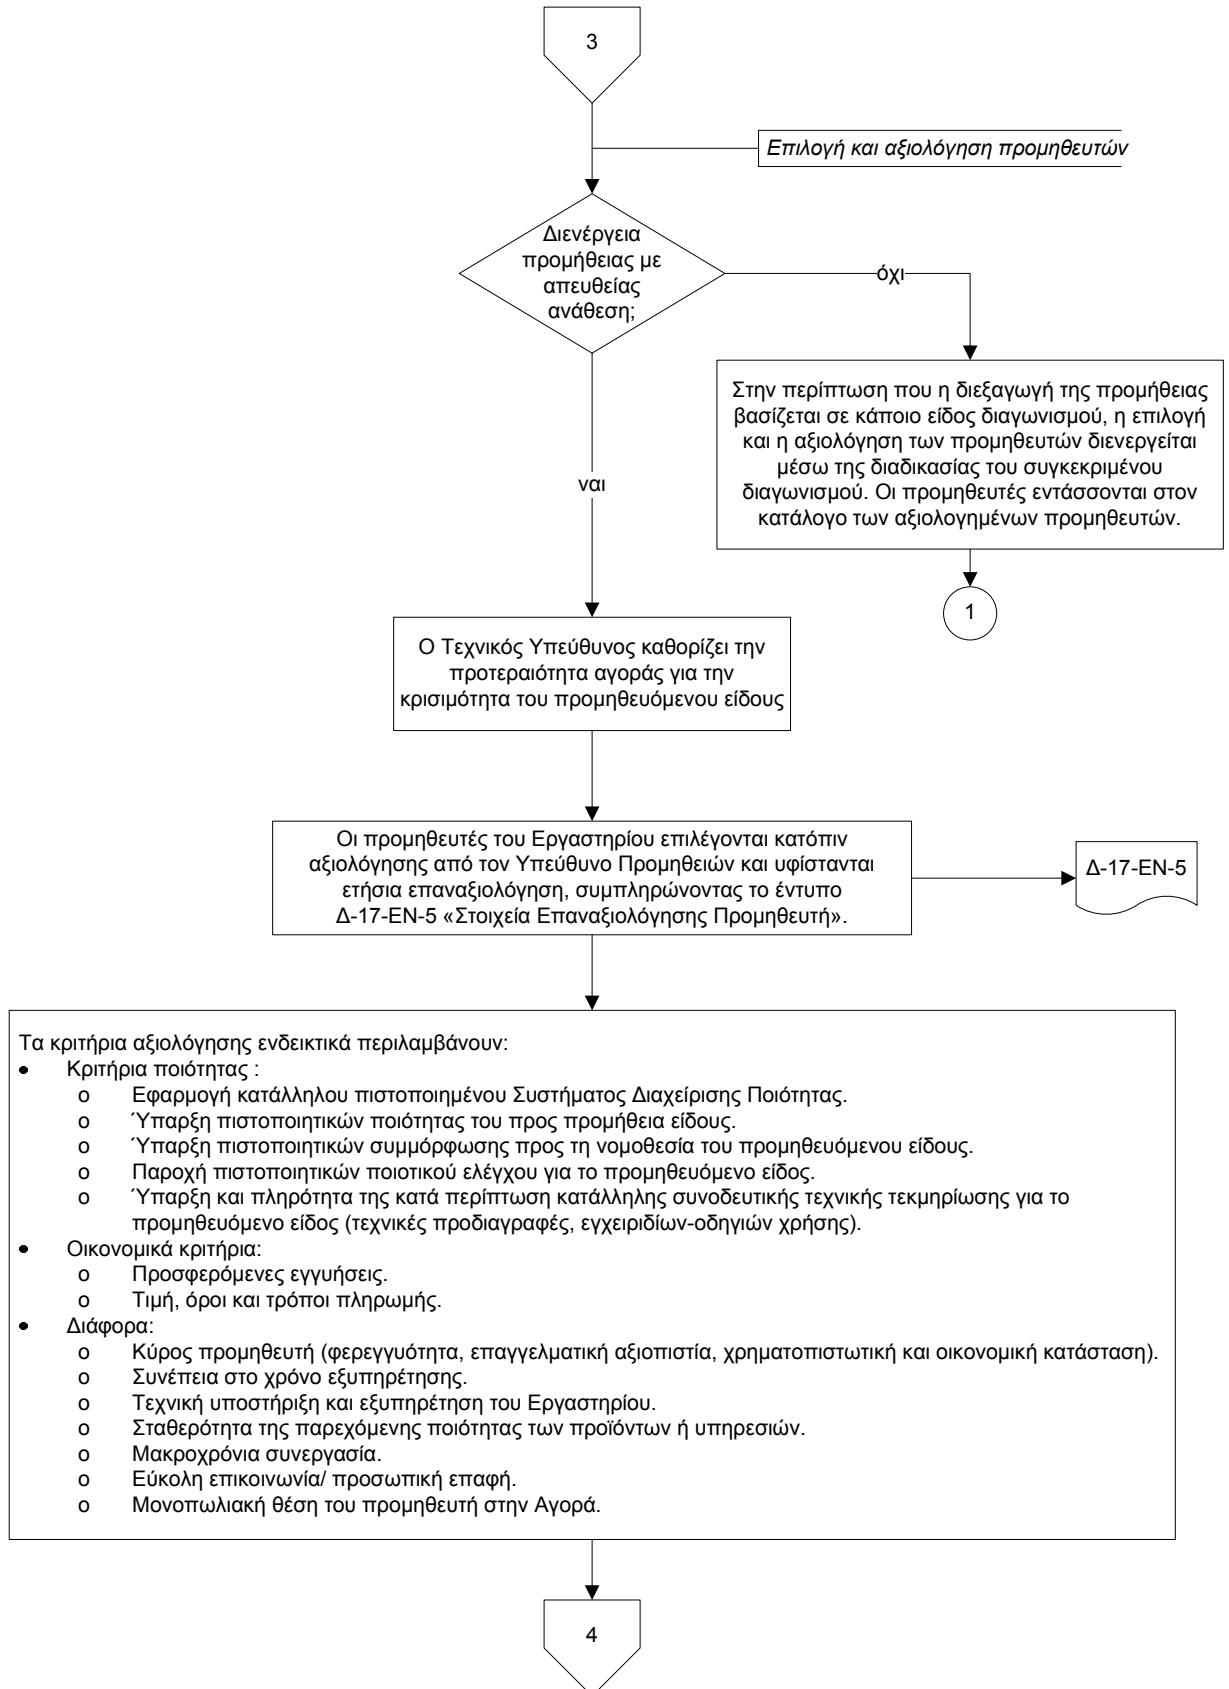 3
Επιλογή και αξιολόγηση προμηθευτών
Διενέργεια
προμήθειας με
απευθείας
ανάθεση;
όχι
Στην περίπτωση που η διεξαγωγή της προμήθειας
βασίζεται σε κάποιο είδος διαγωνισμού, η επιλογή
και η αξιολόγηση των προμηθευτών διενεργείται
μέσω της διαδικασίας του συγκεκριμένου
διαγωνισμού. Οι προμηθευτές εντάσσονται στον
κατάλογο των αξιολογημένων προμηθευτών.
ναι
1
Ο Τεχνικός Υπεύθυνος καθορίζει την
προτεραιότητα αγοράς για την
κρισιμότητα του προμηθευόμενου είδους
Οι προμηθευτές του Εργαστηρίου επιλέγονται κατόπιν
αξιολόγησης από τον Υπεύθυνο Προμηθειών και υφίστανται
ετήσια επαναξιολόγηση, συμπληρώνοντας το έντυπο
Δ-17-ΕΝ-5 «Στοιχεία Επαναξιολόγησης Προμηθευτή».
Δ-17-ΕΝ-5
Τα κριτήρια αξιολόγησης ενδεικτικά περιλαμβάνουν:
• Κριτήρια ποιότητας :
o Εφαρμογή κατάλληλου πιστοποιημένου Συστήματος Διαχείρισης Ποιότητας.
o Ύπαρξη πιστοποιητικών ποιότητας του προς προμήθεια είδους.
o Ύπαρξη πιστοποιητικών συμμόρφωσης προς τη νομοθεσία του προμηθευόμενου είδους.
o Παροχή πιστοποιητικών ποιοτικού ελέγχου για το προμηθευόμενο είδος.
o Ύπαρξη και πληρότητα της κατά περίπτωση κατάλληλης συνοδευτικής τεχνικής τεκμηρίωσης για το
προμηθευόμενο είδος (τεχνικές προδιαγραφές, εγχειριδίων-οδηγιών χρήσης).
• Οικονομικά κριτήρια:
o Προσφερόμενες εγγυήσεις.
o Τιμή, όροι και τρόποι πληρωμής.
• Διάφορα:
o Κύρος προμηθευτή (φερεγγυότητα, επαγγελματική αξιοπιστία, χρηματοπιστωτική και οικονομική κατάσταση).
o Συνέπεια στο χρόνο εξυπηρέτησης.
o Τεχνική υποστήριξη και εξυπηρέτηση του Εργαστηρίου.
o Σταθερότητα της παρεχόμενης ποιότητας των προϊόντων ή υπηρεσιών.
o Μακροχρόνια συνεργασία.
o Εύκολη επικοινωνία/ προσωπική επαφή.
o Μονοπωλιακή θέση του προμηθευτή στην Αγορά.
4